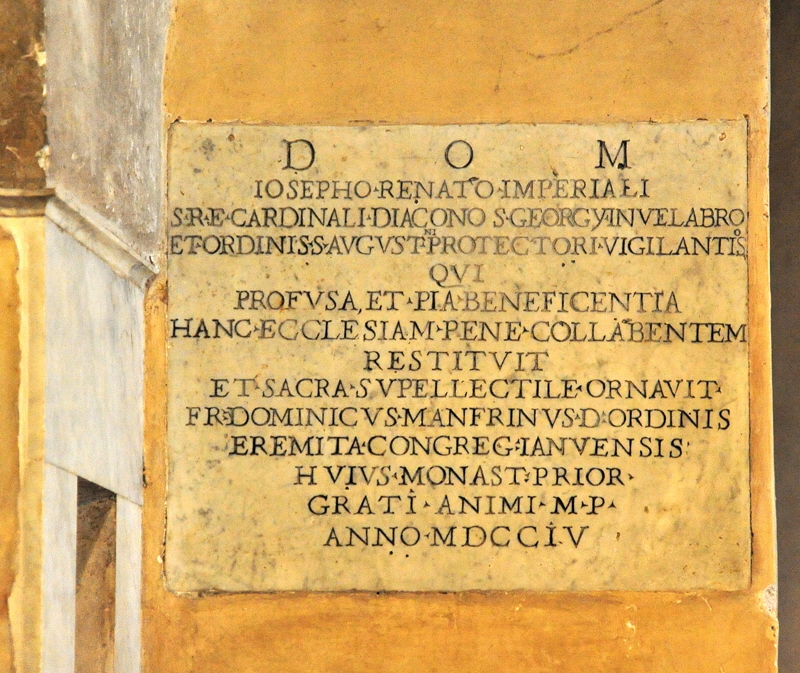 D O M
IOSEPHO·RENATO·IMPERIALI
S·R·E·CARDINALI·DIACONO S·GEORGY·IN VELABRO
ET·ORDINIS·S·AVGVSTNI·PROTECTORI·VIGILANTISSO
QVI
PROFVSA, ET·PIA·BENEFICENTIA
HANC·ECCLESIAM·PENE·COLLABENTEM
RESTITVIT
ET·SACRA·SVPELLECTILE·ORNAVIT·
FR·DOMINICVS·MANFRINVS·D·ORDINIS
EREMITA·CONGREG·IANVENSIS
HVIVS·MONAST·PRIOR·
GRATI·ANIMI·M·P·
ANNO·MDCCIV